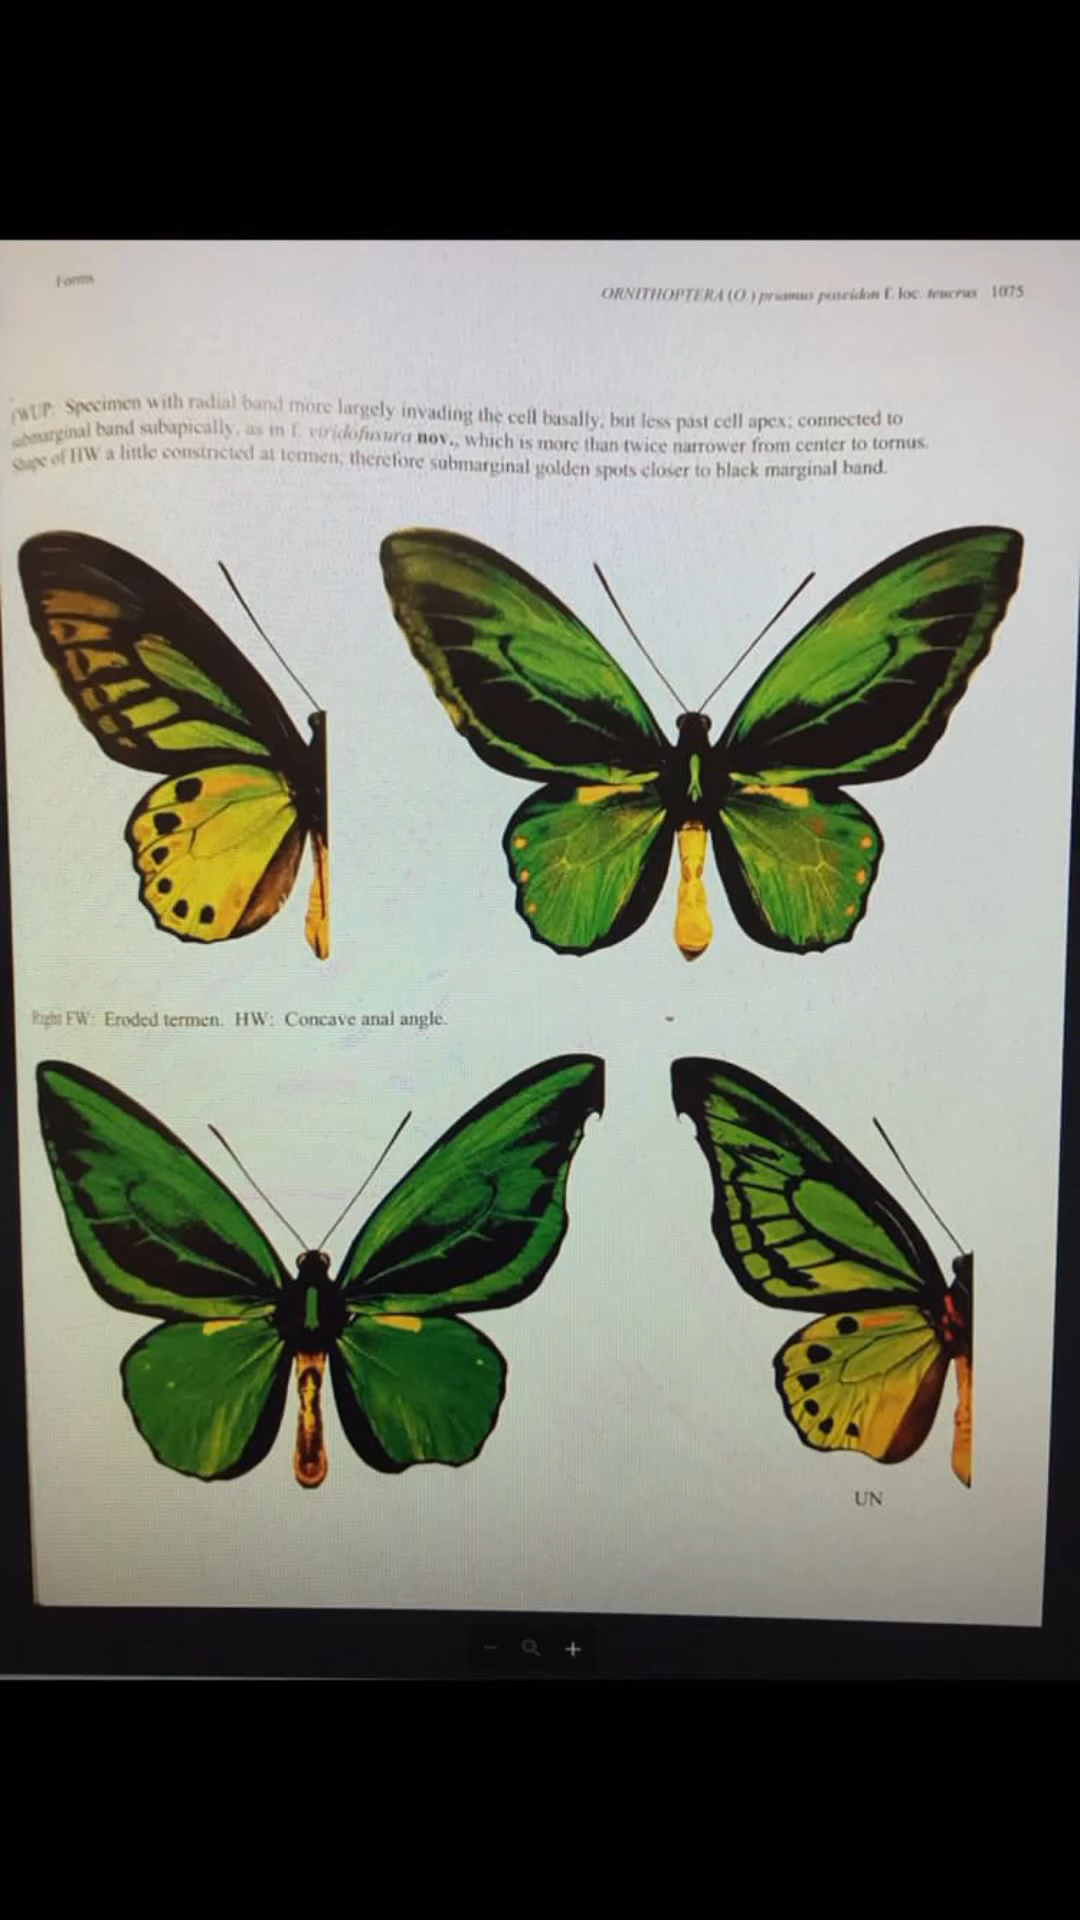 Forms
ORNITHOPTERA (O.) priamus poseidon f. loc. teucrus 1075
FWUP: Specimen with radial band more largely invading the cell basally; but less past cell apex; connected to
submarginal band subapically, as in f. viridofusura nov., which is more than twice narrower from center to tornus.
Shape of HW a little constricted at termen; therefore submarginal golden spots closer to black marginal band.
Right FW: Eroded termen. HW: Concave anal angle.
UN